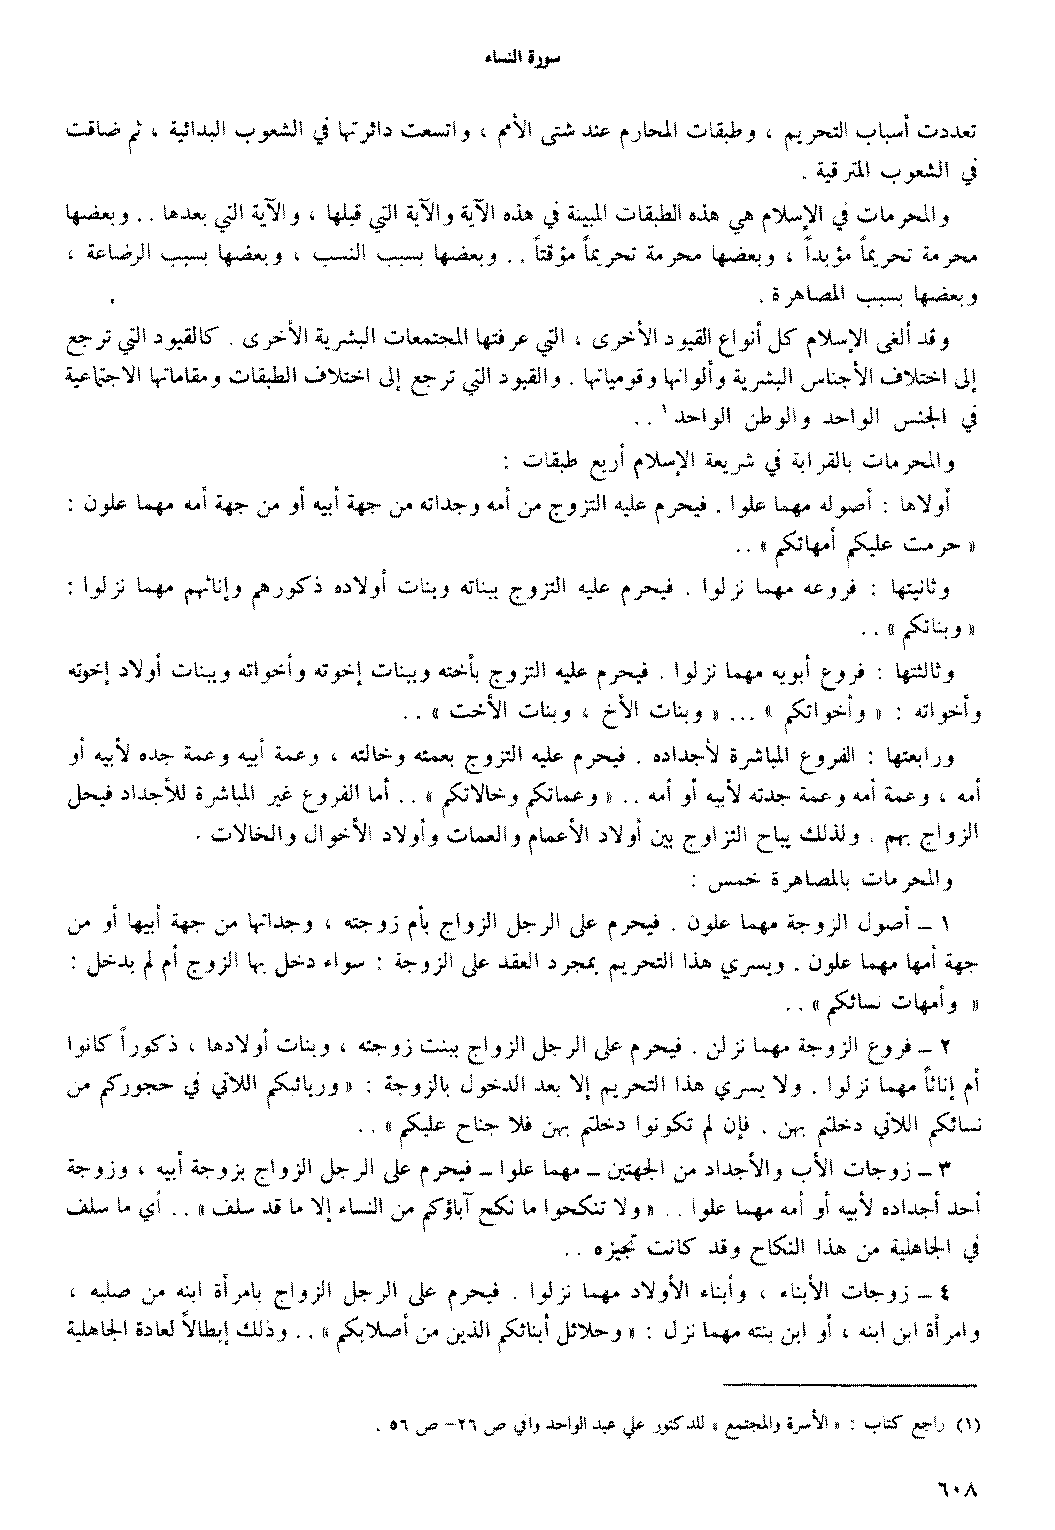 سورة النساء
تعددت أسباب التحريم ، وطبقات المحارم عند شتى الأمم ، واتسعت دائرتها في الشعوب البدائية ، ثم ضاقت
في الشعوب المترقية .
والمحرمات في الإسلام هي هذه الطبقات المبينة في هذه الآية والآية التي قبلها ، والآية التي بعدها .. وبعضها
محرمة تحريماً مؤبداً ، وبعضها محرمة تحريماً مؤقتاً .. وبعضها بسبب النسب ، وبعضها بسبب الرضاعة ،
وبعضها بسبب المصاهرة .
وقد ألغى الإسلام كل أنواع القيود الأخرى ، التي عرفتها المجتمعات البشرية الأخرى . كالقيود التي ترجع
إلى اختلاف الأجناس البشرية وألوانها وقومياتها . والقيود التي ترجع إلى اختلاف الطبقات ومقاماتها الاجتماعية
في الجنس الواحد والوطن الواحد١ ..
والمحرمات بالقرابة في شريعة الإسلام أربع طبقات :
أولاها : أصوله مهما علوا . فيحرم عليه التزوج من أمه وجداته من جهة أبيه أو من جهة أمه مهما علون :
« حرمت عليكم أمهاتكم » ..
وثانيتها : فروعه مهما نزلوا . فيحرم عليه التزوج ببناته وبنات أولاده ذكورهم وإناثهم مهما نزلوا :
« وبناتكم » ..
وثالثتها : فروع أبويه مهما نزلوا . فيحرم عليه التزوج بأخته وببنات إخوته وأخواته وببنات أولاد إخوته
وأخواته : « وأخواتكم » ... « وبنات الأخ ، وبنات الأخت » ..
ورابعتها : الفروع المباشرة لأجداده . فيحرم عليه التزوج بعمته وخالته ، وعمة أبيه وعمة جده لأبيه أو
أمه ، وعمة أمه وعمة جدته لأبيه أو أمه .. « وعماتكم وخالاتكم » .. أما الفروع غير المباشرة للأجداد فيحل
الزواج بهم . ولذلك يباح التزاوج بين أولاد الأعمام والعمات وأولاد الأخوال والخالات .
والمحرمات بالمصاهرة خمس :
١ – أصول الزوجة مهما علون . فيحرم على الرجل الزواج بأم زوجته ، وجداتها من جهة أبيها أو من
جهة أمها مهما علون . ويسري هذا التحريم بمجرد العقد على الزوجة : سواء دخل بها الزوج أم لم يدخل :
« وأمهات نسائكم » ..
٢ – فروع الزوجة مهما نزلن . فيحرم على الرجل الزواج ببنت زوجته ، وبنات أولادها ، ذكوراً كانوا
أم إناثاً مهما نزلوا . ولا يسري هذا التحريم إلا بعد الدخول بالزوجة : « وربائبكم اللاتي في حجوركم من
نسائكم اللاتي دخلتم بهن . فإن لم تكونوا دخلتم بهن فلا جناح عليكم » ..
٣ – زوجات الأب والأجداد من الجهتين – مهما علوا – فيحرم على الرجل الزواج بزوجة أبيه ، وزوجة
أحد أجداده لأبيه أو أمه مهما علوا .. « ولا تنكحوا ما نكح آباؤكم من النساء إلا ما قد سلف » .. أي ما سلف
في الجاهلية من هذا النكاح وقد كانت تجيزه ..
٤ – زوجات الأبناء ، وأبناء الأولاد مهما نزلوا . فيحرم على الرجل الزواج بامرأة ابنه من صلبه ،
وامرأة ابن ابنه ، أو ابن بنته مهما نزل : « وحلائل أبنائكم الذين من أصلابكم » .. وذلك إبطالاً لعادة الجاهلية
(١) راجع كتاب : « الأسرة والمجتمع » للدكتور علي عبد الواحد وافي ص ٢٦– ص ٥٦ .
٦٠٨